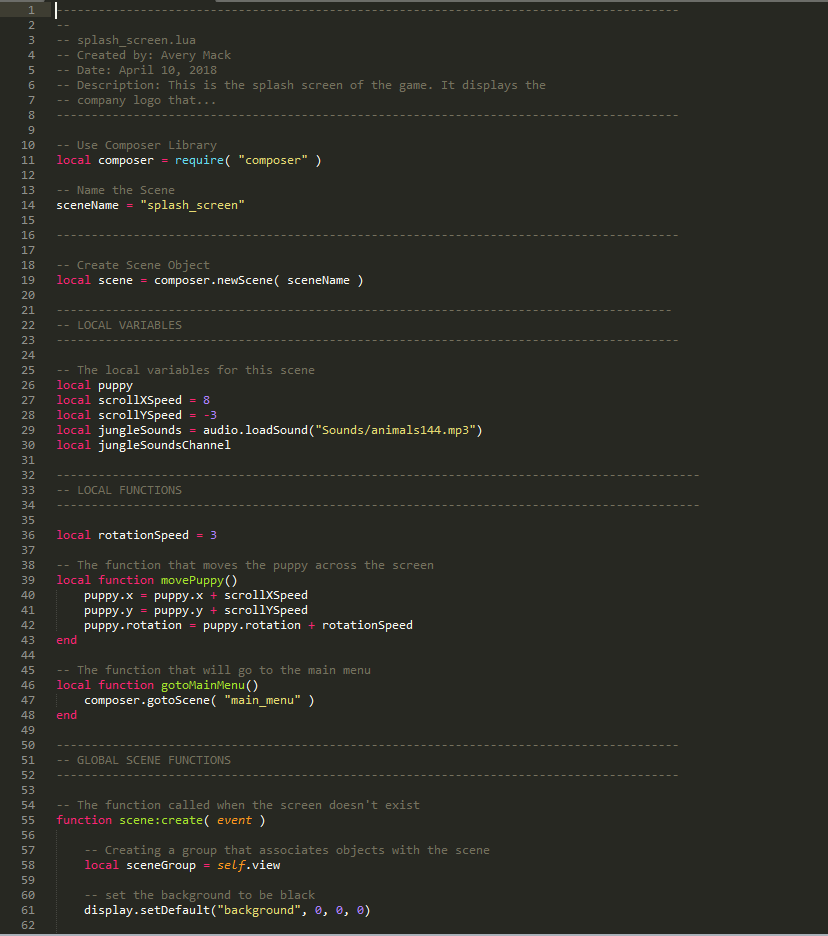 1 -----------------------------------------------------------------------------------------
2 --
3 -- splash_screen.lua
4 -- Created by: Avery Mack
5 -- Date: April 10, 2018
6 -- Description: This is the splash screen of the game. It displays the
7 -- company logo that...
8 -----------------------------------------------------------------------------------------
9
10 -- Use Composer Library
11 local composer = require( "composer" )
12
13 -- Name the Scene
14 sceneName = "splash_screen"
15
16 -----------------------------------------------------------------------------------------
17
18 -- Create Scene Object
19 local scene = composer.newScene( sceneName )
20
21 ----------------------------------------------------------------------------------------
22 -- LOCAL VARIABLES
23 -----------------------------------------------------------------------------------------
24
25 -- The local variables for this scene
26 local puppy
27 local scrollXSpeed = 8
28 local scrollYSpeed = -3
29 local jungleSounds = audio.loadSound("Sounds/animals144.mp3")
30 local jungleSoundsChannel
31
32 --------------------------------------------------------------------------------------------
33 -- LOCAL FUNCTIONS
34 --------------------------------------------------------------------------------------------
35
36 local rotationSpeed = 3
37
38 -- The function that moves the puppy across the screen
39 local function movePuppy()
40     puppy.x = puppy.x + scrollXSpeed
41     puppy.y = puppy.y + scrollYSpeed
42     puppy.rotation = puppy.rotation + rotationSpeed
43 end
44
45 -- The function that will go to the main menu
46 local function gotoMainMenu()
47     composer.gotoScene( "main_menu" )
48 end
49
50 -----------------------------------------------------------------------------------------
51 -- GLOBAL SCENE FUNCTIONS
52 -----------------------------------------------------------------------------------------
53
54 -- The function called when the screen doesn't exist
55 function scene:create( event )
56
57     -- Creating a group that associates objects with the scene
58     local sceneGroup = self.view
59
60     -- set the background to be black
61     display.setDefault("background", 0, 0, 0)
62